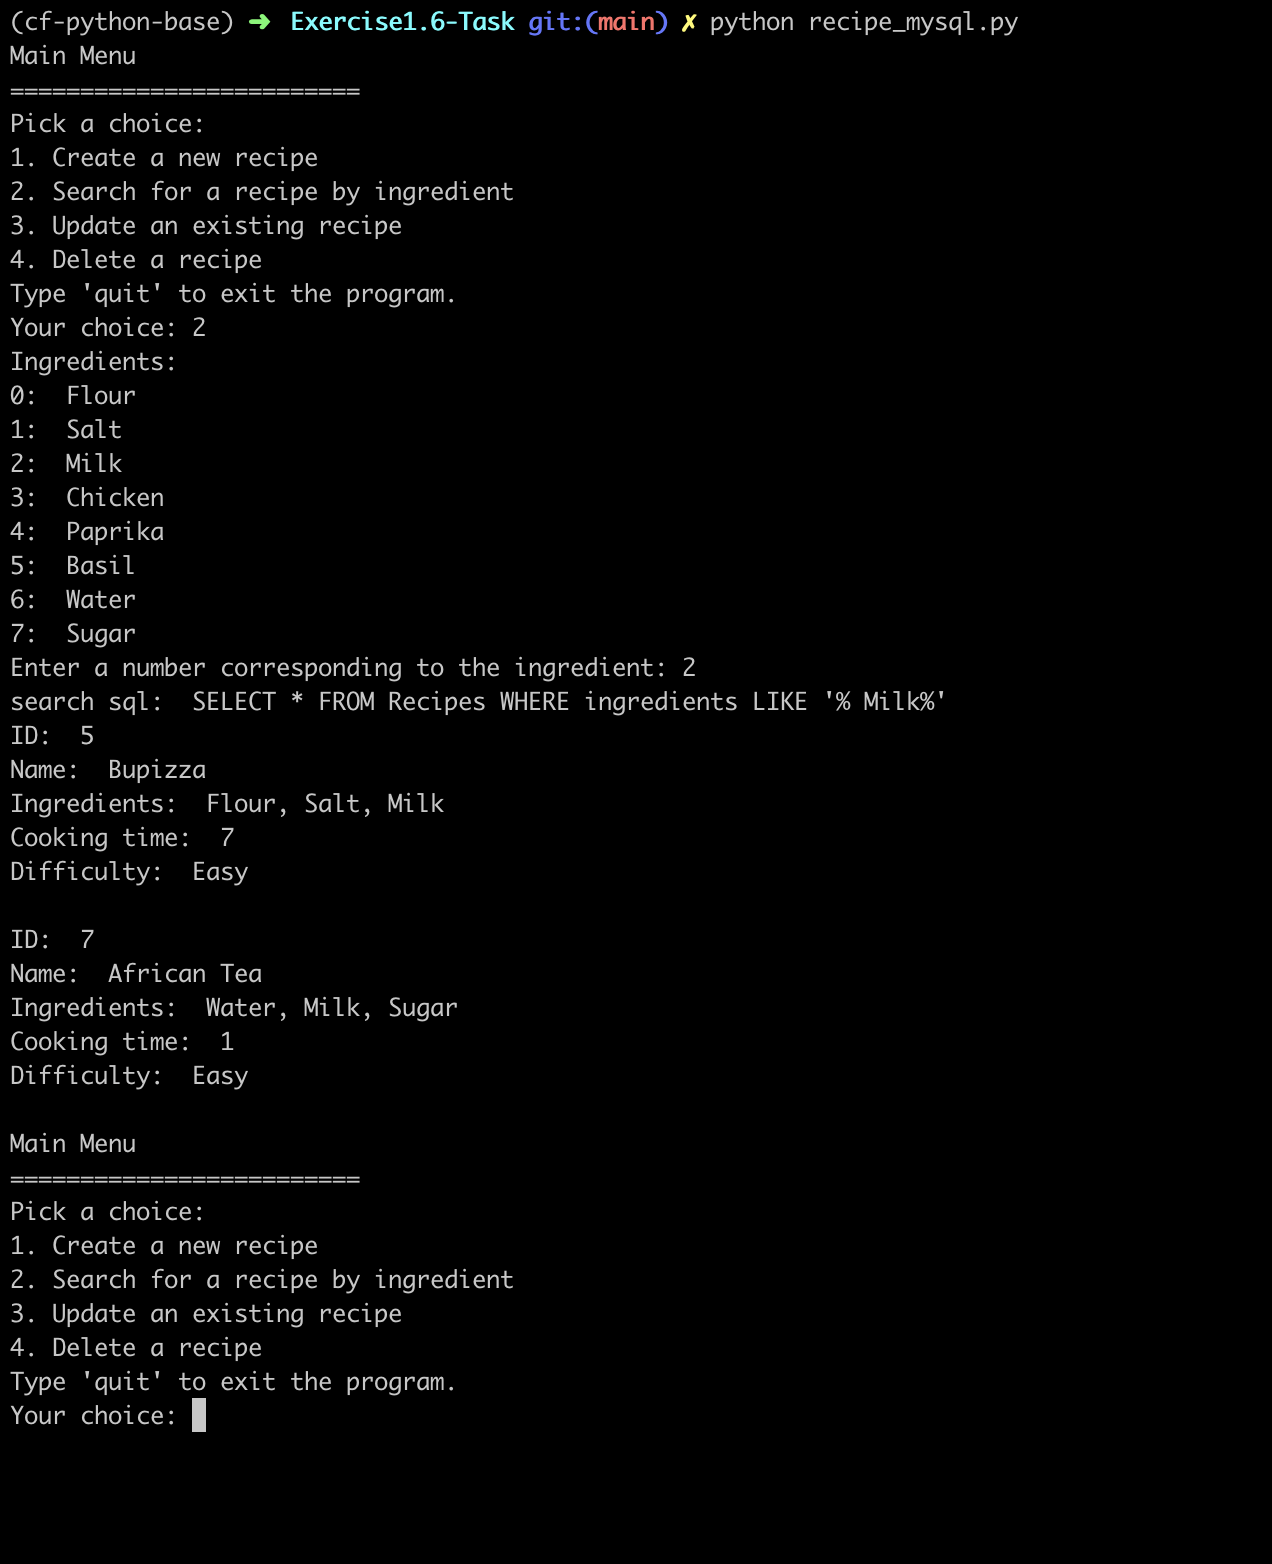 (cf-python-base) ➜  Exercise1.6-Task git:(main) ✗ python recipe_mysql.py
Main Menu
=========================
Pick a choice:
1. Create a new recipe
2. Search for a recipe by ingredient
3. Update an existing recipe
4. Delete a recipe
Type 'quit' to exit the program.
Your choice: 2
Ingredients:
0:  Flour
1:  Salt
2:  Milk
3:  Chicken
4:  Paprika
5:  Basil
6:  Water
7:  Sugar
Enter a number corresponding to the ingredient: 2
search sql:  SELECT * FROM Recipes WHERE ingredients LIKE '% Milk%'
ID:  5
Name:  Bupizza
Ingredients:  Flour, Salt, Milk
Cooking time:  7
Difficulty:  Easy
ID:  7
Name:  African Tea
Ingredients:  Water, Milk, Sugar
Cooking time:  1
Difficulty:  Easy
Main Menu
=========================
Pick a choice:
1. Create a new recipe
2. Search for a recipe by ingredient
3. Update an existing recipe
4. Delete a recipe
Type 'quit' to exit the program.
Your choice: